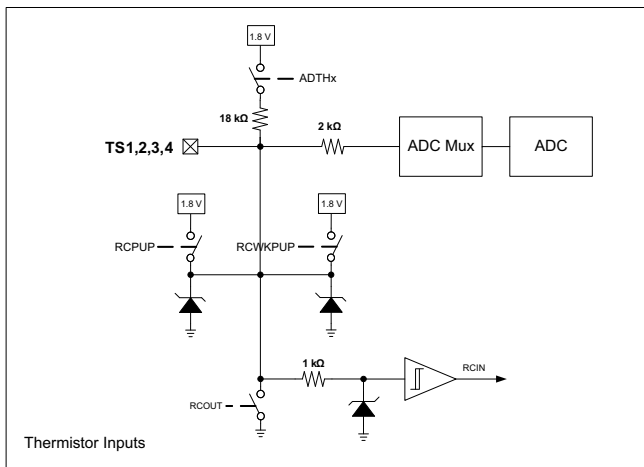 1.8 V
ADTHx
18 kΩ
2 kΩ
TS1,2,3,4
ADC Mux
ADC
1.8 V
1.8 V
RCPUP
RCWKPUP
1 kΩ
RCIN
RCOUT
Thermistor Inputs